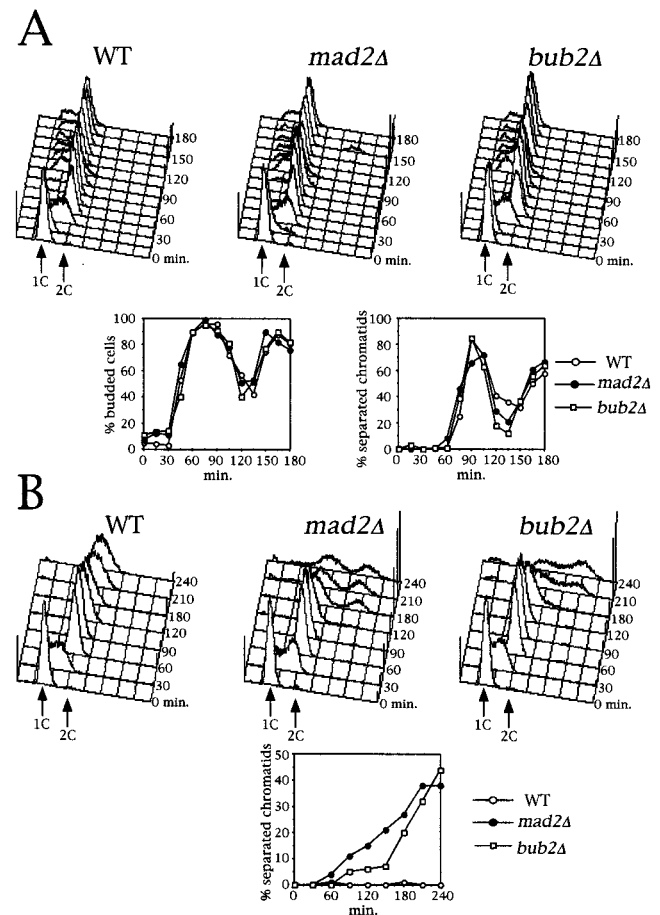 A
WT
mad2Δ
bub2Δ
180
150
120
90
60
30
0 min.
1C
2C
180
150
120
90
60
30
0 min.
1C
2C
180
150
120
90
60
30
0 min.
1C
2C
% budded cells
100
80
60
40
20
0
0 30 60 90 120 150 180
min.
% separated chromatids
100
80
60
40
20
0
0 30 60 90 120 150 180
min.
WT
mad2Δ
bub2Δ
B
WT
mad2Δ
bub2Δ
240
210
180
120
90
60
30
0 min.
1C
2C
240
210
180
120
90
60
30
0 min.
1C
2C
240
210
180
120
90
60
30
0 min.
1C
2C
% separated chromatids
50
40
30
20
10
0
0 60 120 180 240
min.
WT
mad2Δ
bub2Δ